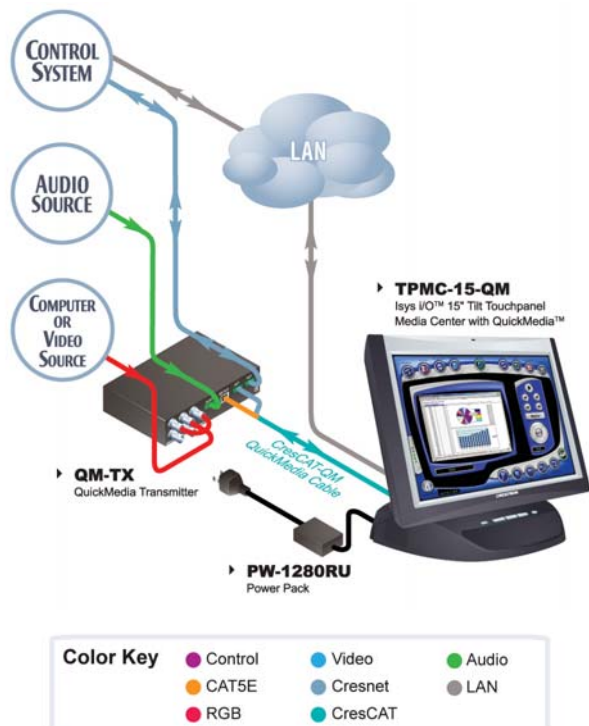 CONTROL
SYSTEM
LAN
AUDIO
SOURCE
TPMC-15-QM
Isys i/O™ 15" Tilt Touchpanel
Media Center with QuickMedia™
COMPUTER
OR
VIDEO
SOURCE
CresCAT-QM
QuickMedia Cable
QM-TX
QuickMedia Transmitter
PW-1280RU
Power Pack
Color Key
Control
Video
Audio
CAT5E
Cresnet
LAN
RGB
CresCAT